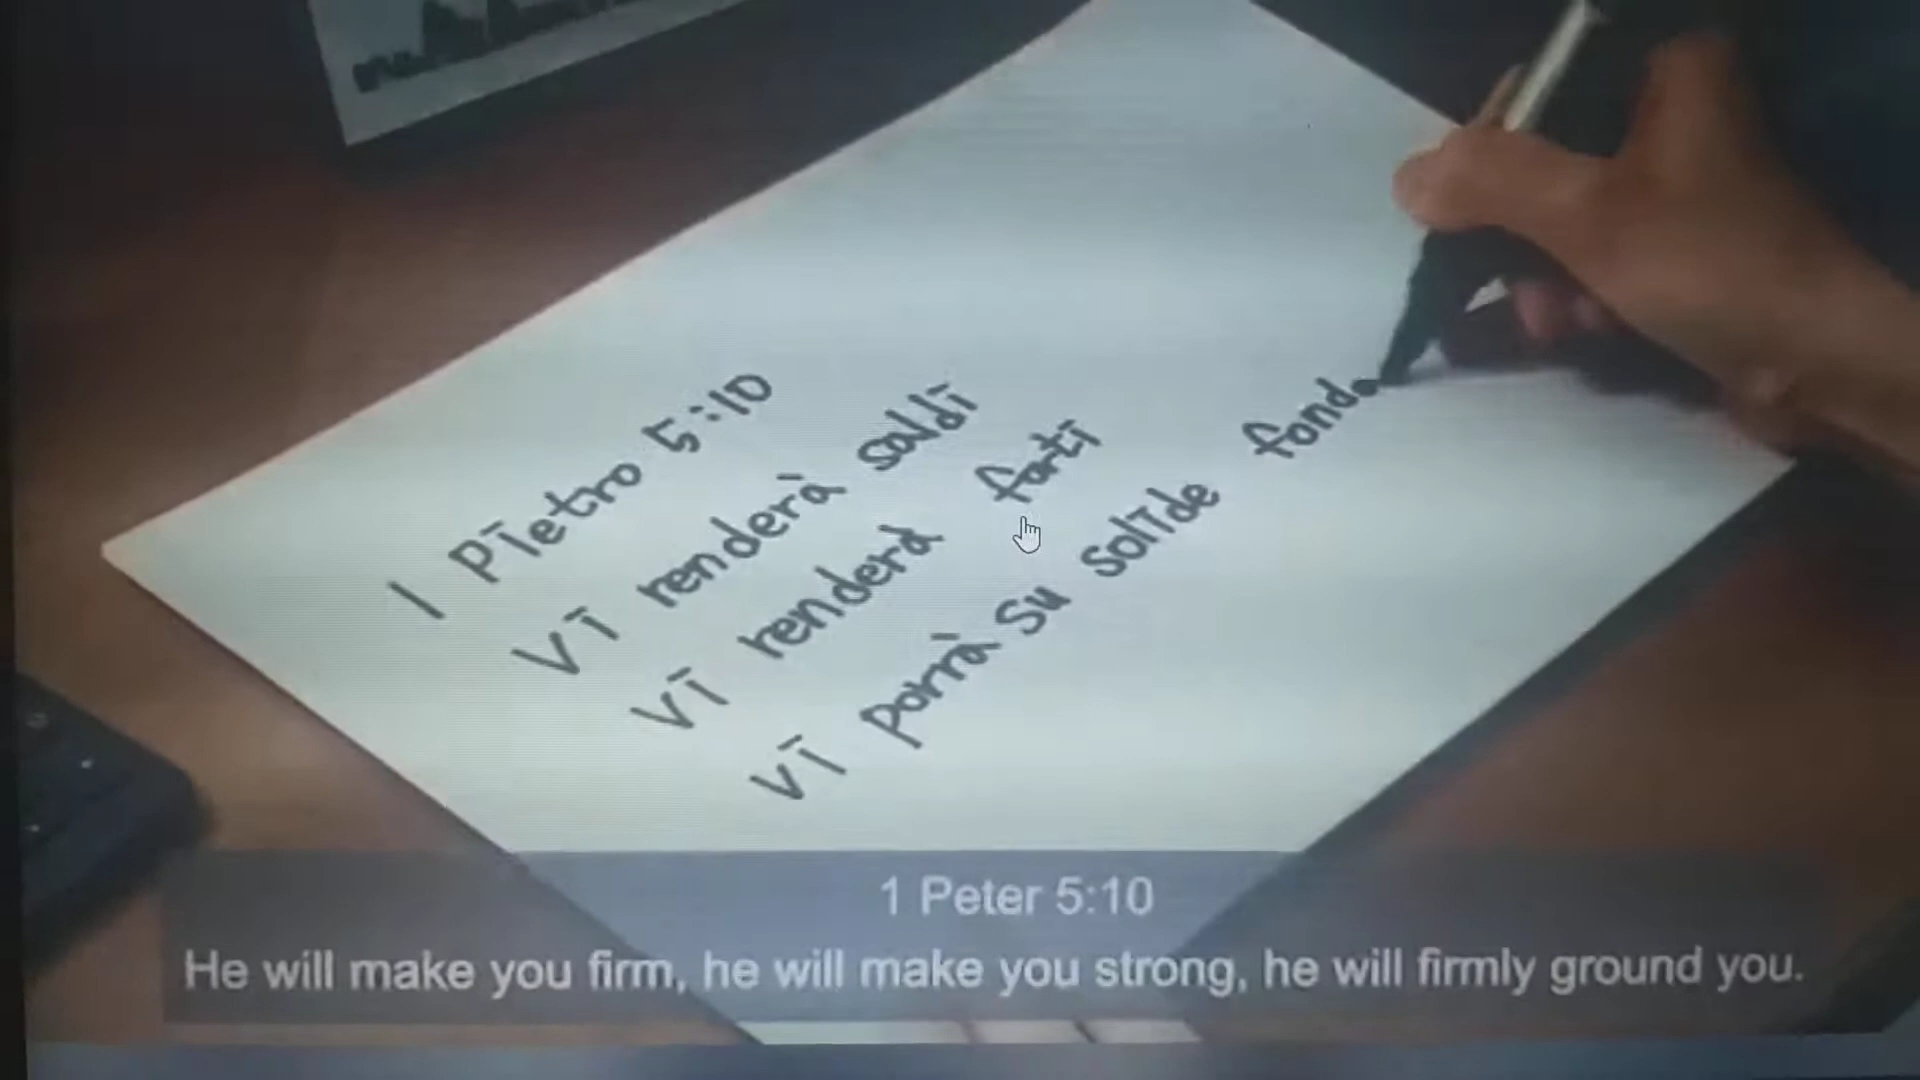 1 Pietro 5:10
Vi renderà saldi
Vi renderà forti
Vi porrà su solide fonda
1 Peter 5:10
He will make you firm, he will make you strong, he will firmly ground you.